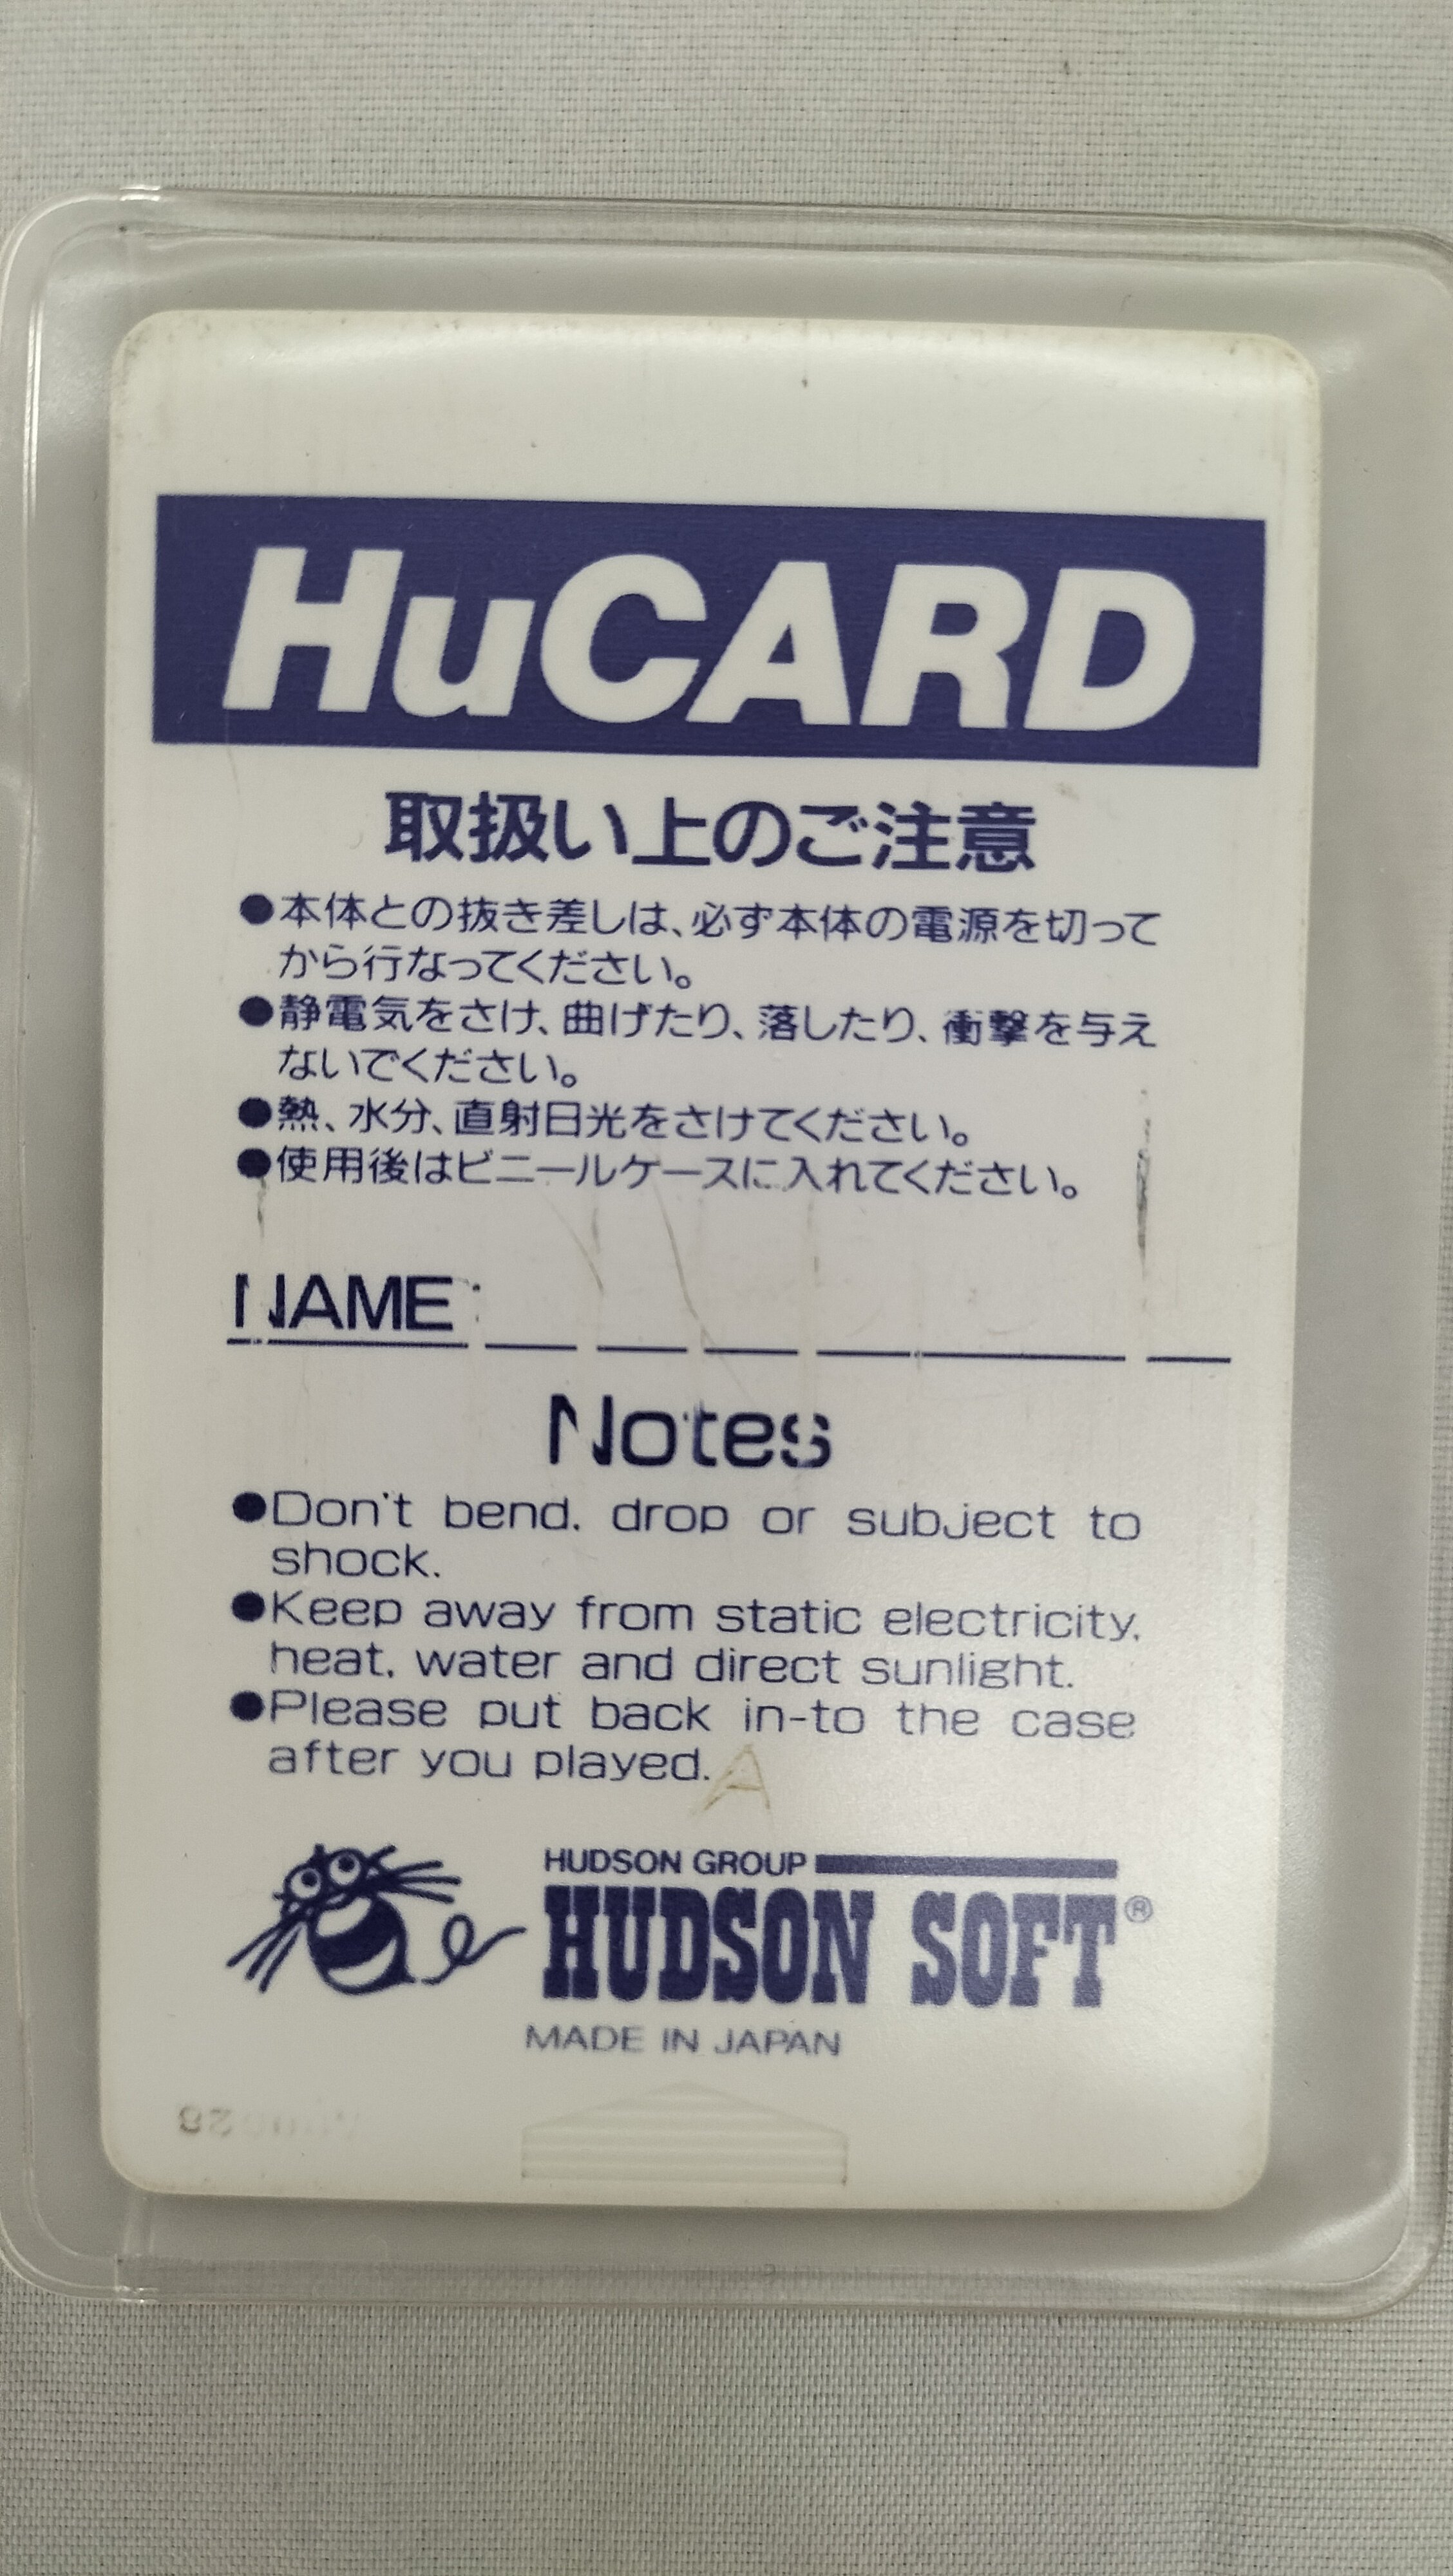 HuCARD
取扱い上のご注意
●本体との抜き差しは、必ず本体の電源を切って
から行なってください。
●静電気をさけ、曲げたり、落したり、衝撃を与え
ないでください。
●熱、水分、直射日光をさけてください。
●使用後はビニールケースに入れてください。
NAME:
Notes
●Don't bend, drop or subject to
shock.
●Keep away from static electricity,
heat, water and direct sunlight.
●Please put back in-to the case
after you played.
A
HUDSON GROUP
HUDSON SOFT®
MADE IN JAPAN